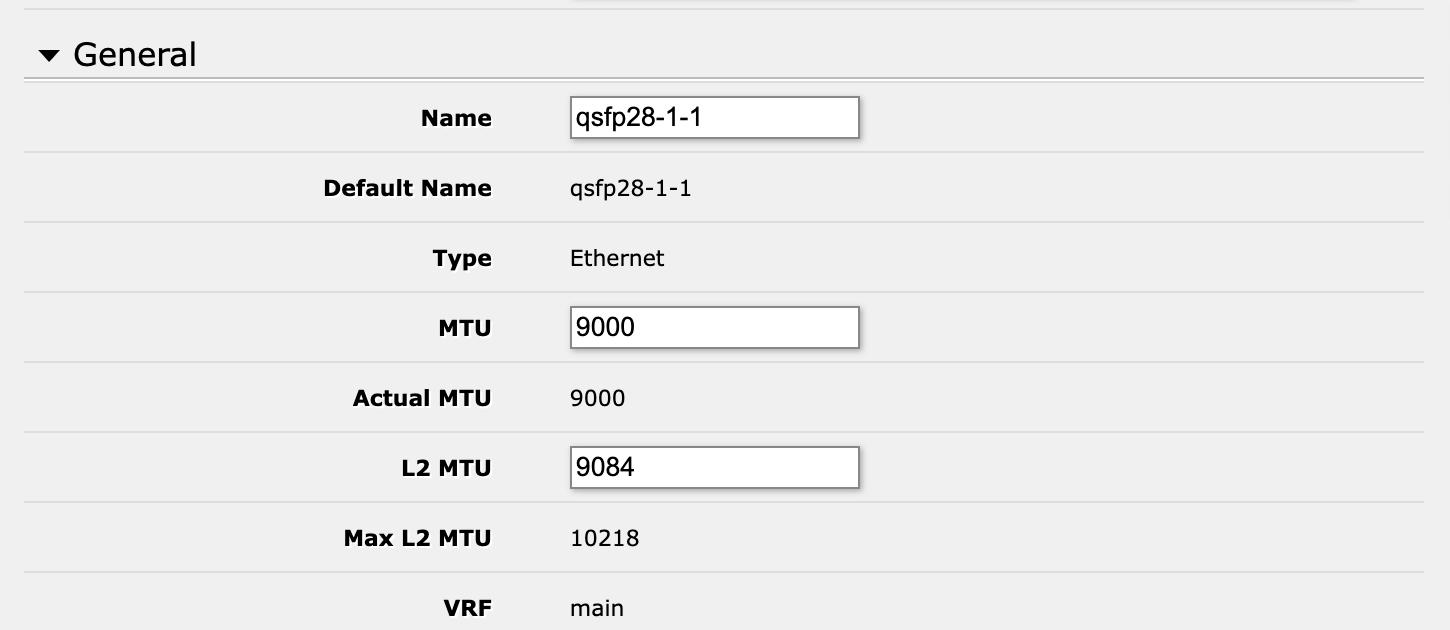 General
Name qsfp28-1-1
Default Name qsfp28-1-1
Type Ethernet
MTU 9000
Actual MTU 9000
L2 MTU 9084
Max L2 MTU 10218
VRF main